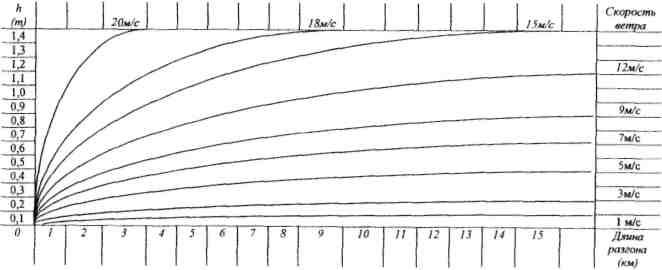 h
(m)
20м/с
18м/с
15м/с
Скорость
ветра
1,4
1,3
1,2
1,1
1,0
0,9
0,8
0,7
0,6
0,5
0,4
0,3
0,2
0,1
12м/с
9м/с
7м/с
5м/с
3м/с
1 м/с
0 1 2 3 4 5 6 7 8 9 10 11 12 13 14 15
Длина
разгона
(км)